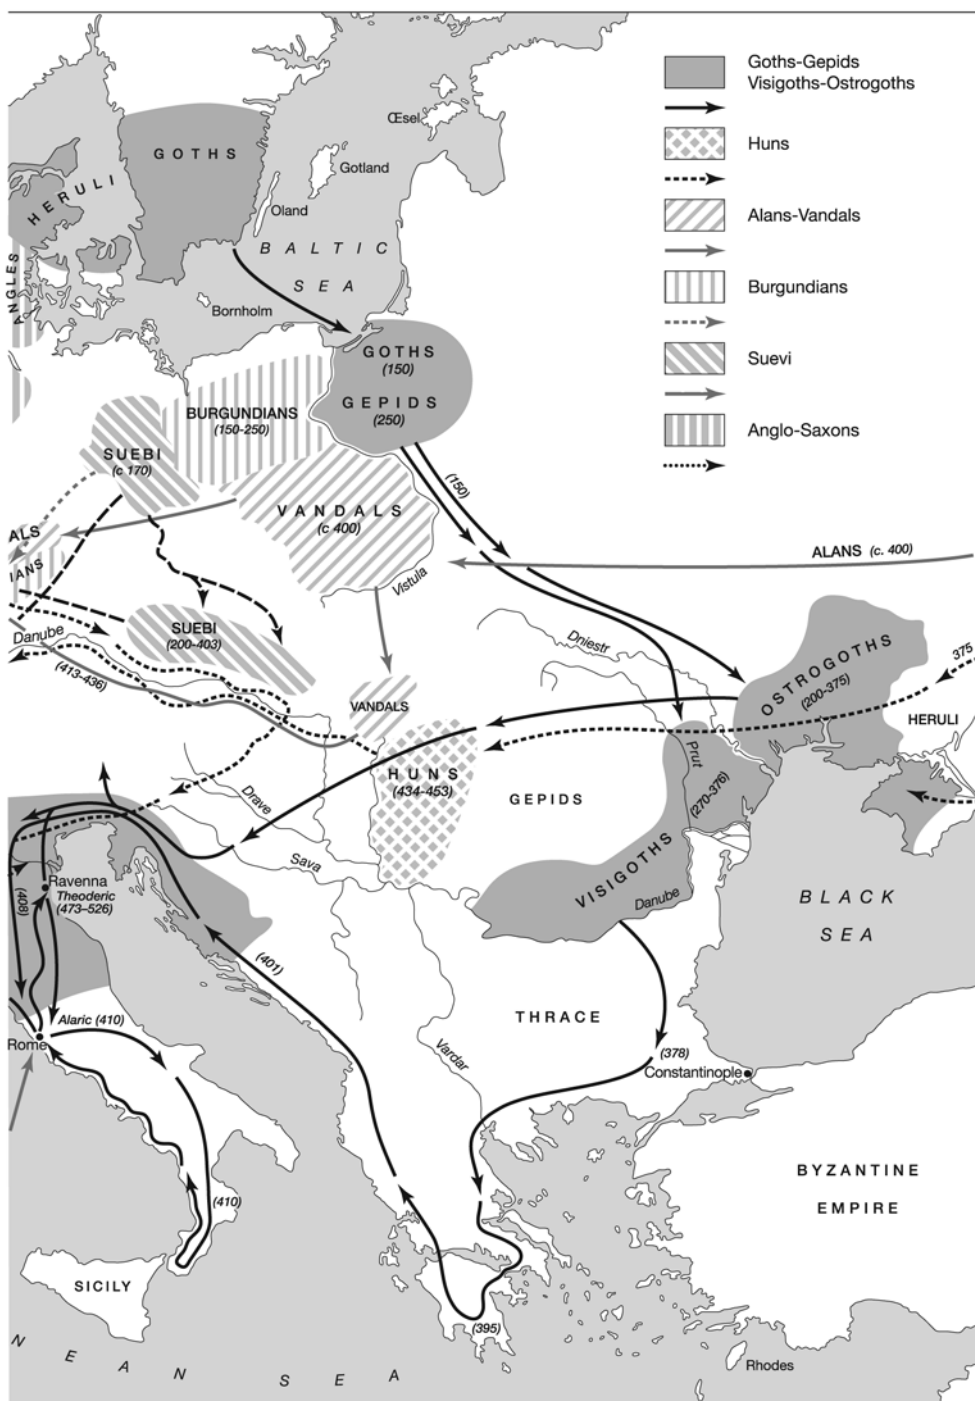 Goths-Gepids
Visigoths-Ostrogoths
Huns
Alans-Vandals
Burgundians
Suevi
Anglo-Saxons
GOTHS
HERULI
ANGLES
Œsel
Gotland
Oland
BALTIC
SEA
Bornholm
GOTHS
(150)
GEPIDS
(250)
BURGUNDIANS
(150-250)
SUEBI
(c 170)
VANDALS
(c 400)
(150)
ALS
IANS
ALANS (c. 400)
Vistula
SUEBI
(200-403)
Danube
(413-436)
Dniestr
OSTROGOTHS
(200-375)
375
HERULI
VANDALS
HUNS
(434-453)
Prut
(270-376)
GEPIDS
Drave
Sava
VISIGOTHS
Danube
BLACK
SEA
Ravenna
Theoderic
(473–526)
(408)
(401)
Alaric (410)
Rome
THRACE
(378)
Constantinople
Vardar
BYZANTINE
EMPIRE
(410)
SICILY
(395)
Rhodes
NEAN SEA